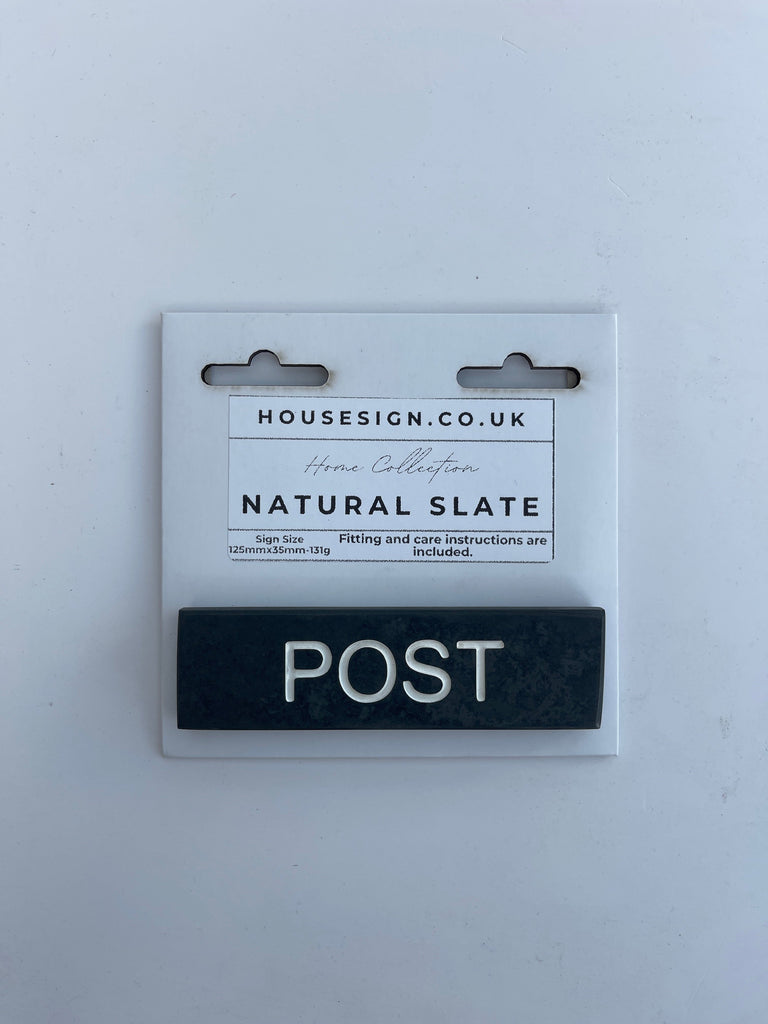 HOUSESIGN.CO.UK
Home Collection
NATURAL SLATE
Sign Size
125mmx35mm-131g
Fitting and care instructions are
included.
POST